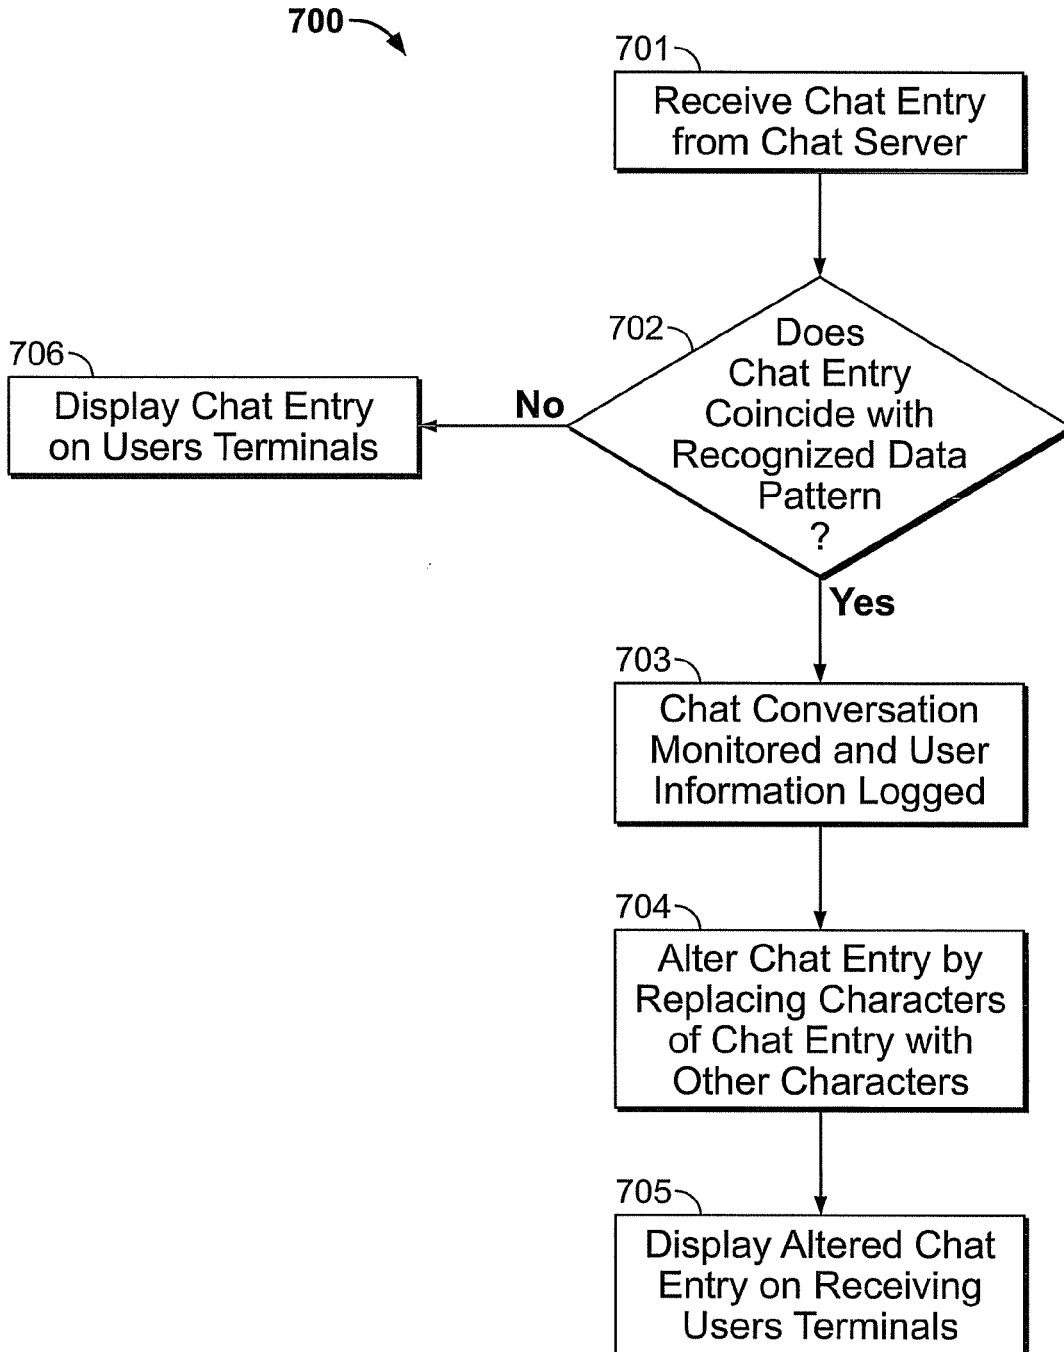 700
701
Receive Chat Entry
from Chat Server
702
Does
Chat Entry
Coincide with
Recognized Data
Pattern
?
No
706
Display Chat Entry
on Users Terminals
Yes
703
Chat Conversation
Monitored and User
Information Logged
704
Alter Chat Entry by
Replacing Characters
of Chat Entry with
Other Characters
705
Display Altered Chat
Entry on Receiving
Users Terminals